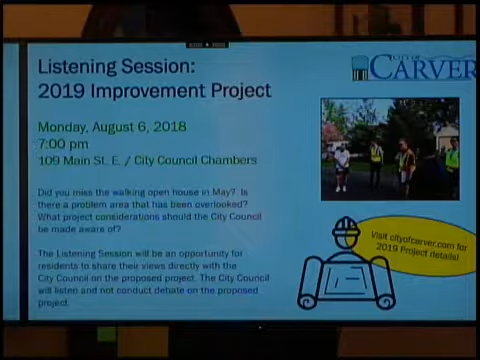 Listening Session:
2019 Improvement Project
Monday, August 6, 2018
7:00 pm
109 Main St. E. / City Council Chambers
Did you miss the walking open house in May? Is
there a problem area that has been overlooked?
What project considerations should the City Council
be made aware of?
The Listening Session will be an opportunity for
residents to share their views directly with the
City Council on the proposed project. The City Council
will listen and not conduct debate on the proposed
project.
CITY OF
CARVER
Visit cityofcarver.com for
2019 Project details!